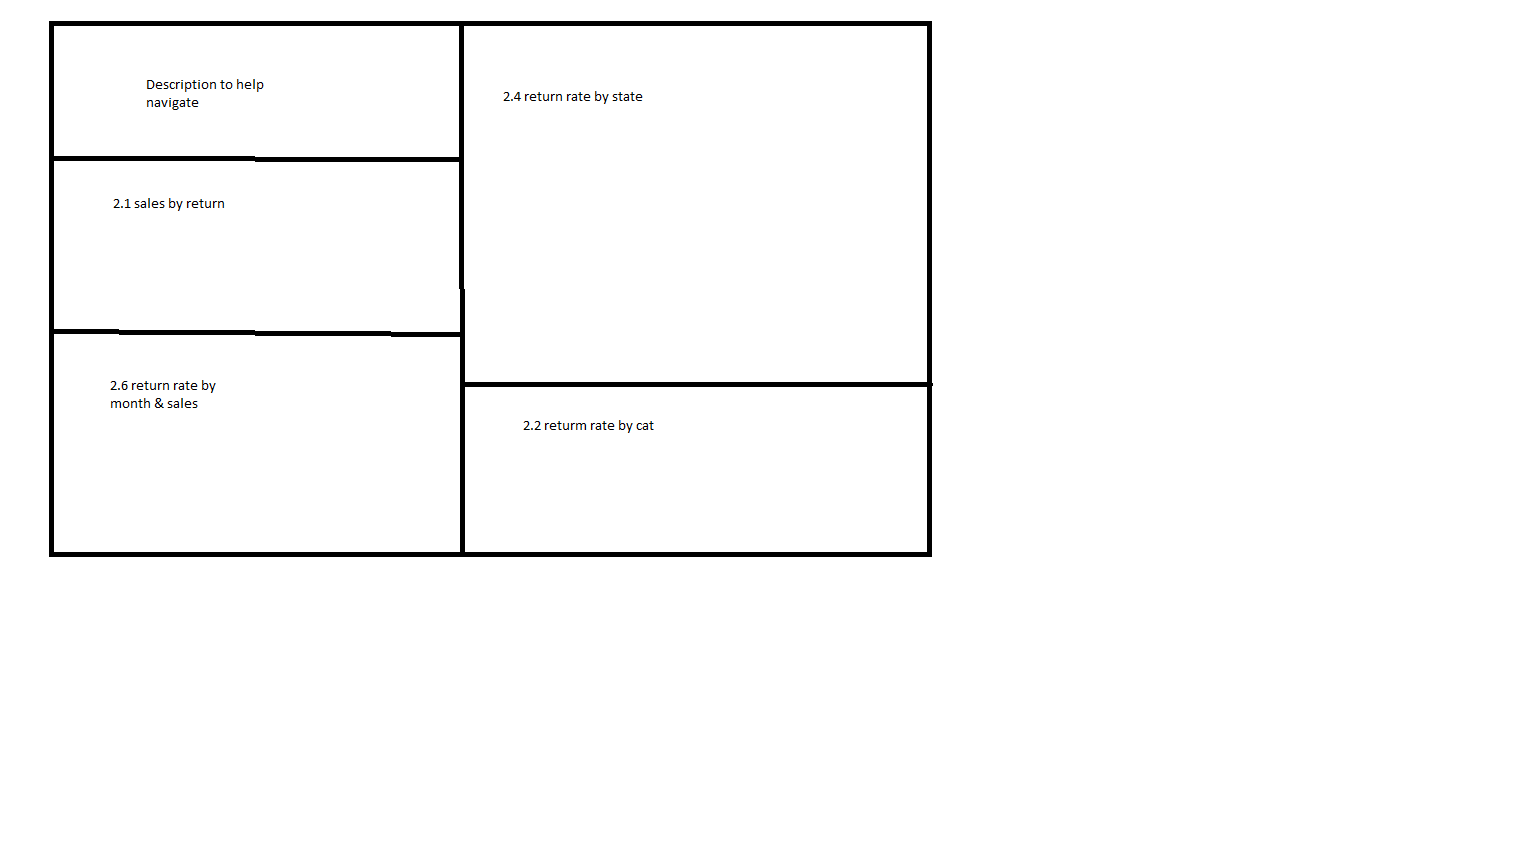 Description to help
navigate
2.1 sales by return
2.6 return rate by
month & sales
2.4 return rate by state
2.2 returm rate by cat